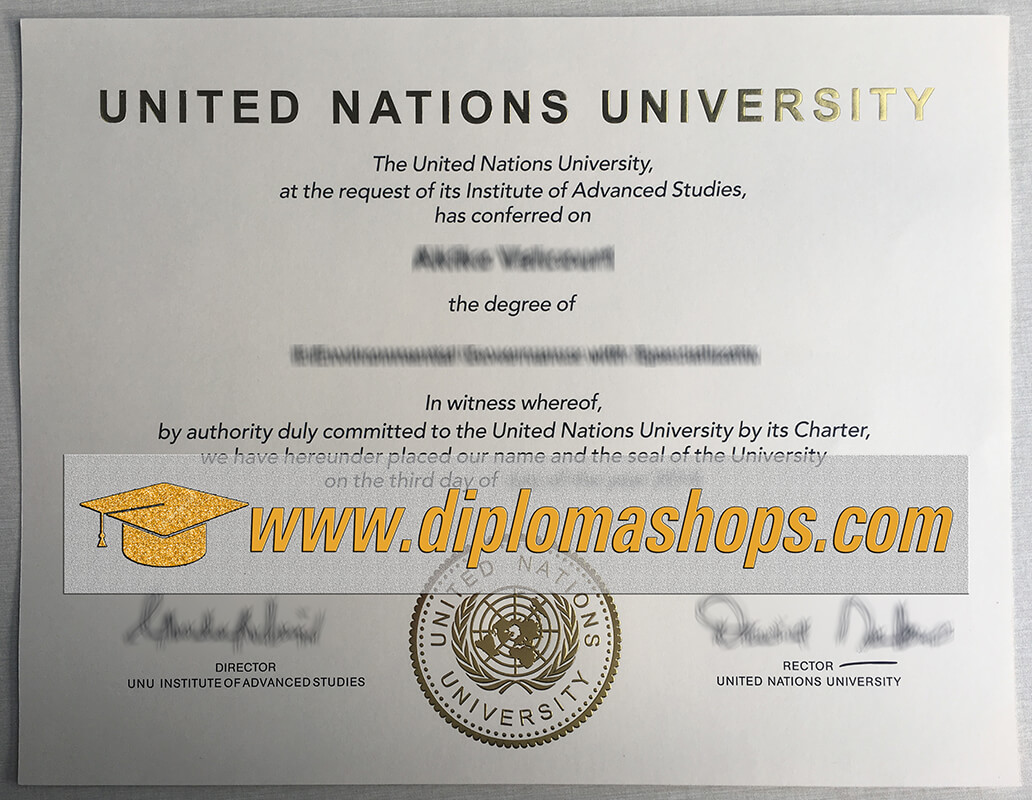 UNITED NATIONS UNIVERSITY
The United Nations University,
at the request of its Institute of Advanced Studies,
has conferred on
the degree of
Environmental Governance with
In witness whereof,
by authority duly committed to the United Nations University by its Charter,
we have hereunder placed our name and the seal of the University
on the third day of
www.diplomashops.com
UNITED NATIONS
UNIVERSITY
DIRECTOR
UNU INSTITUTE OF ADVANCED STUDIES
RECTOR
UNITED NATIONS UNIVERSITY